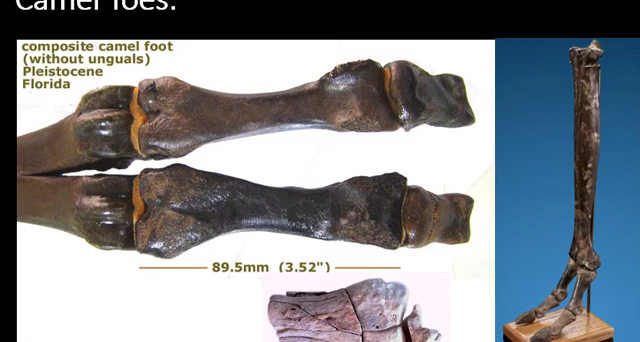 Camel Toes:
composite camel foot
(without unguals)
Pleistocene
Florida
89.5mm (3.52")